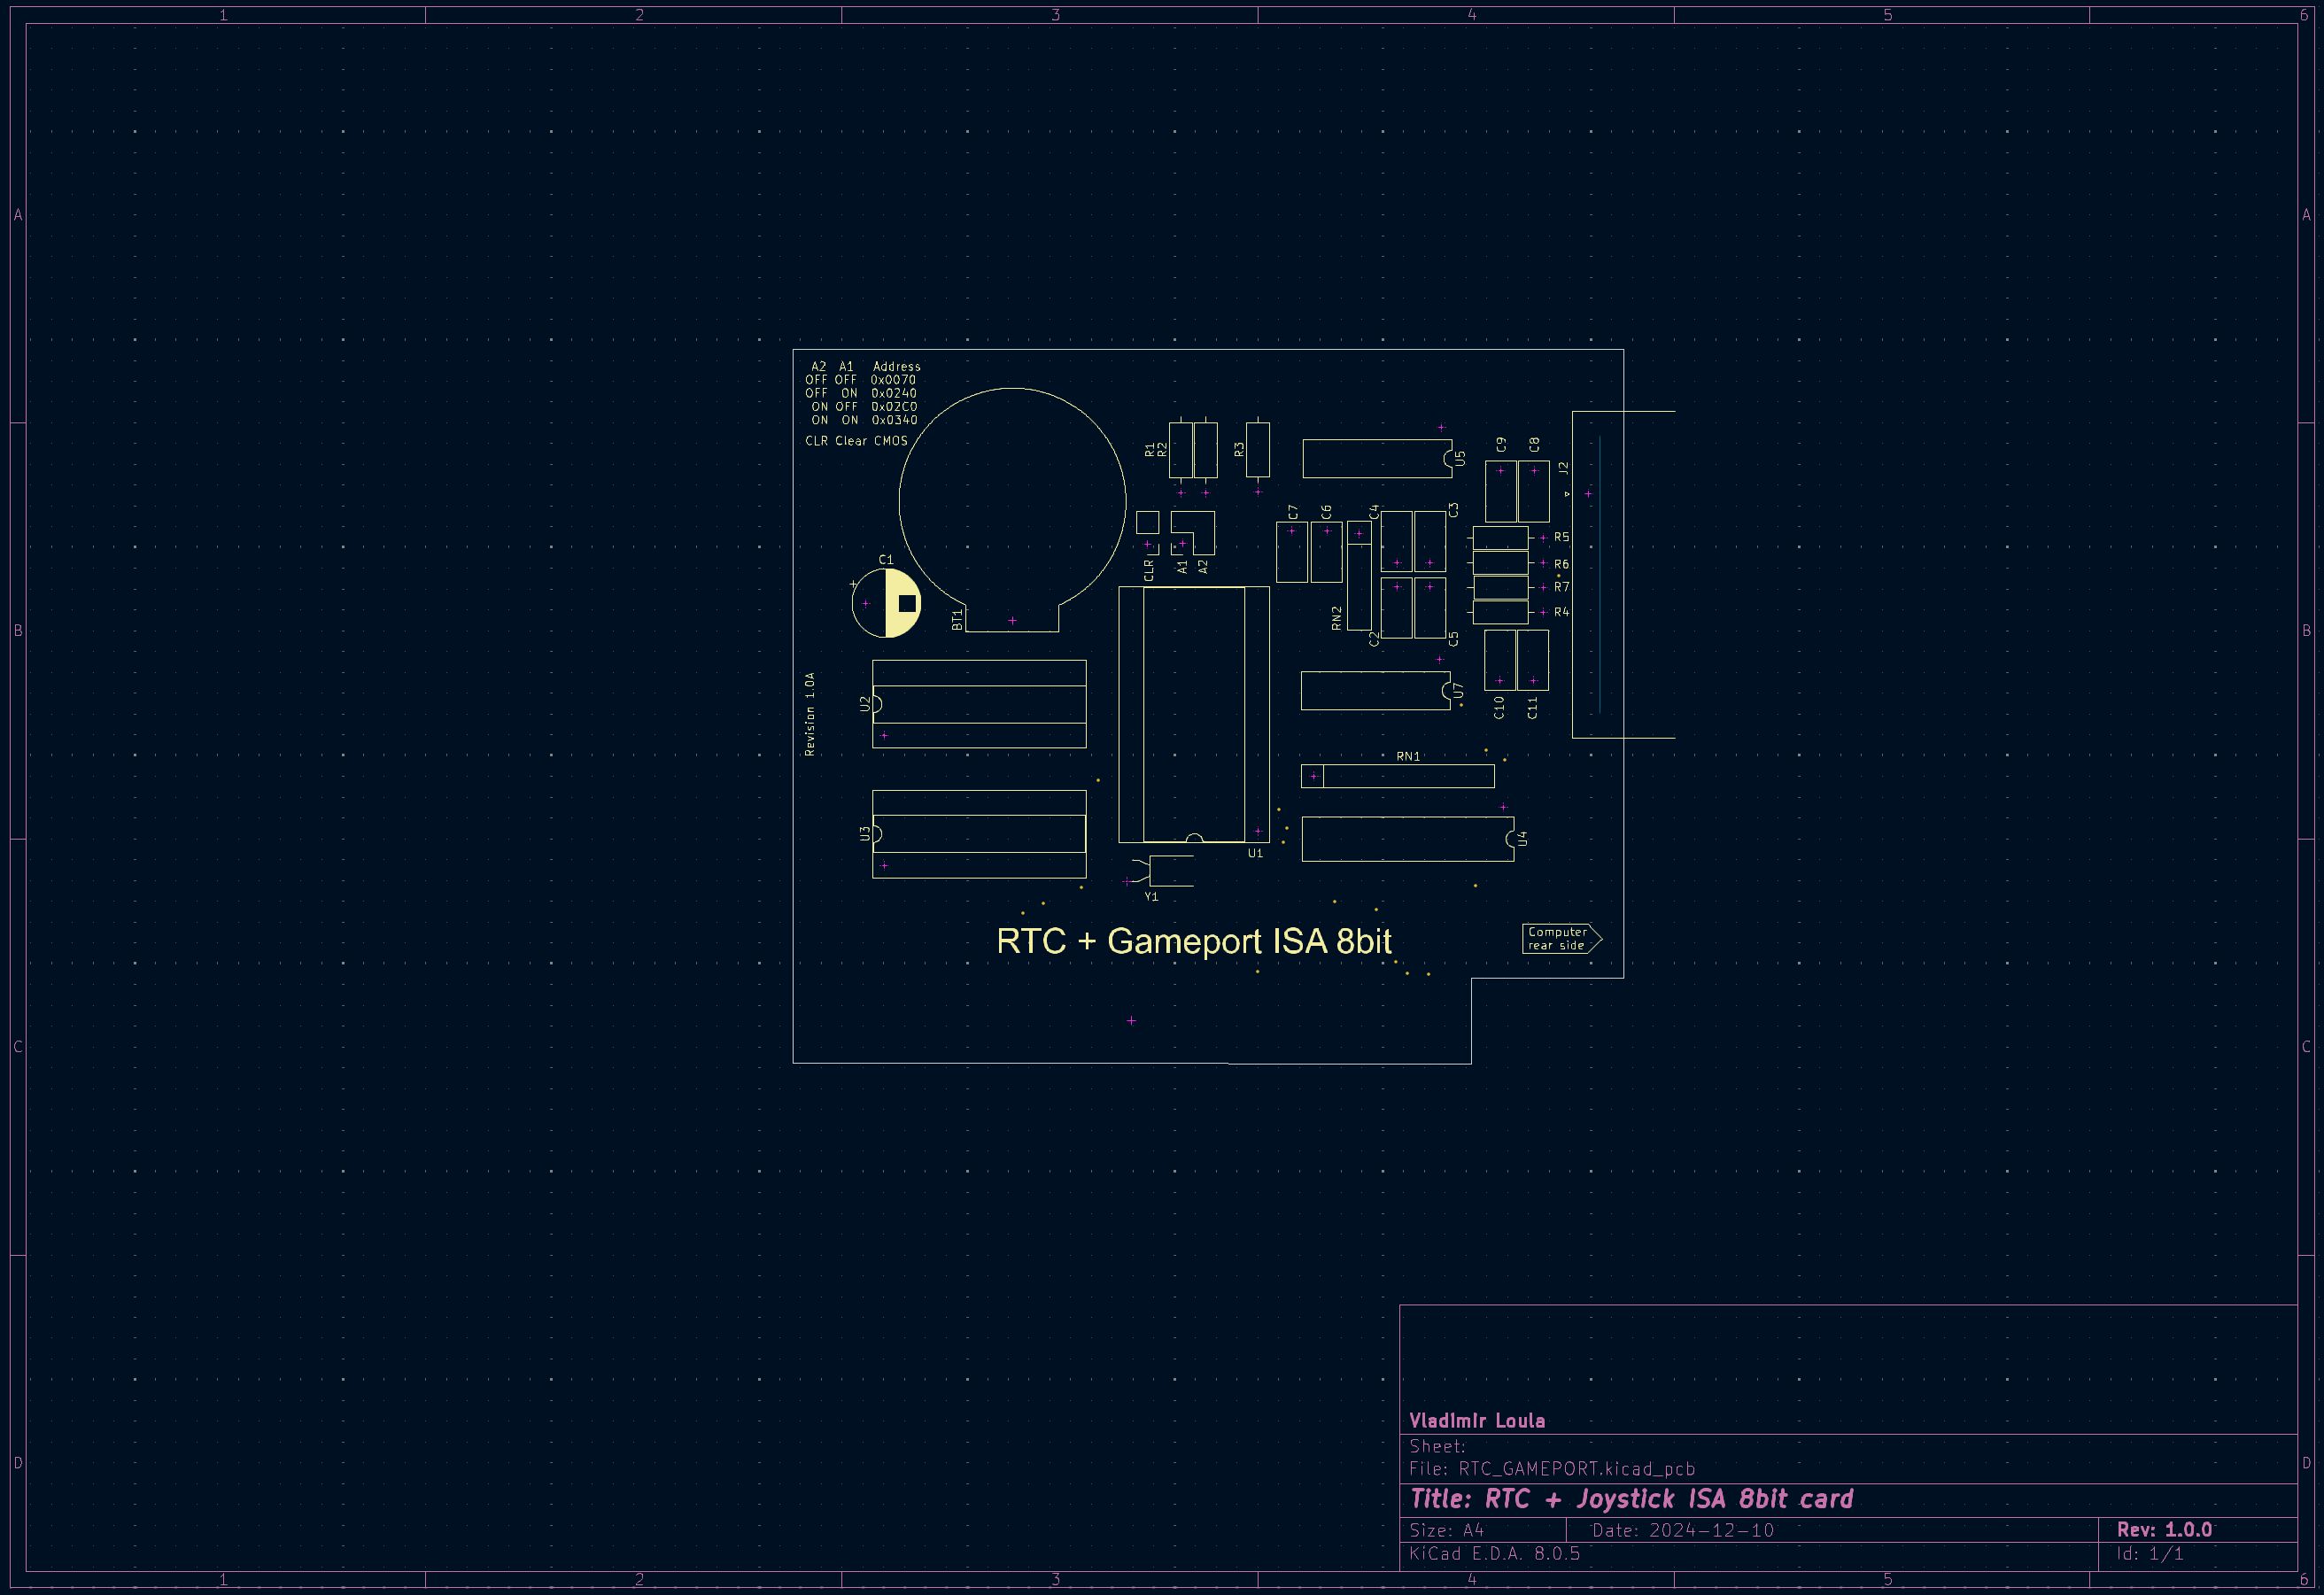 1 2 3 4 5 6
A A
A2 A1 Address
OFF OFF 0x0070
OFF ON 0x0240
ON OFF 0x02C0
ON ON 0x0340
CLR Clear CMOS
B B
R1
R2
R3
U5
C9
C8
J2
C7
C6
C4
C3
R5
R6
R7
R4
CLR
A1
A2
C1
+
BT1
RN2
C2
C5
U2
U7
C10
C11
Revision 1.0A
RN1
U3
U1
U4
Y1
RTC + Gameport ISA 8bit
Computer
rear side
C C
Vladimir Loula
Sheet:
D D
File: RTC_GAMEPORT.kicad_pcb
Title: RTC + Joystick ISA 8bit card
Size: A4 Date: 2024-12-10 Rev: 1.0.0
KiCad E.D.A. 8.0.5 Id: 1/1
1 2 3 4 5 6